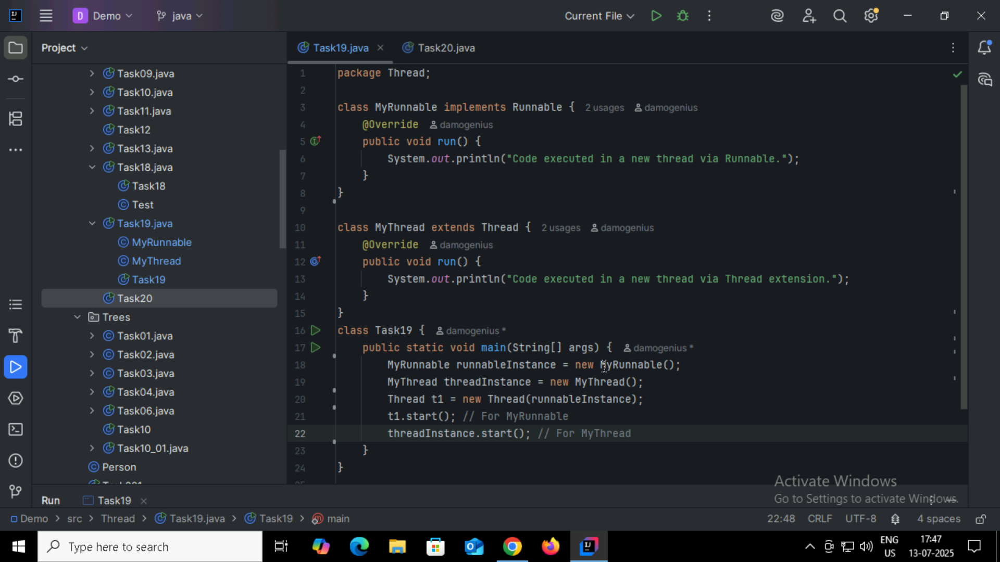 D Demo java Current File
Project
Task19.java Task20.java
Task09.java
Task10.java
Task11.java
Task12
Task13.java
Task18.java
Task18
Test
Task19.java
MyRunnable
MyThread
Task19
Task20
Trees
Task01.java
Task02.java
Task03.java
Task04.java
Task06.java
Task10
Task10_01.java
Person
1 package Thread;
2
3 class MyRunnable implements Runnable { 2 usages damogenius
4 @Override damogenius
5 public void run() {
6 System.out.println("Code executed in a new thread via Runnable.");
7 }
8 }
9
10 class MyThread extends Thread { 2 usages damogenius
11 @Override damogenius
12 public void run() {
13 System.out.println("Code executed in a new thread via Thread extension.");
14 }
15 }
16 class Task19 { damogenius *
17 public static void main(String[] args) { damogenius *
18 MyRunnable runnableInstance = new MyRunnable();
19 MyThread threadInstance = new MyThread();
20 Thread t1 = new Thread(runnableInstance);
21 t1.start(); // For MyRunnable
22 threadInstance.start(); // For MyThread
23 }
24 }
Activate Windows
Go to Settings to activate Windows.
Run Task19
Demo > src > Thread > Task19.java > Task19 > main 22:48 CRLF UTF-8 4 spaces
Type here to search
ENG
US
17:47
13-07-2025